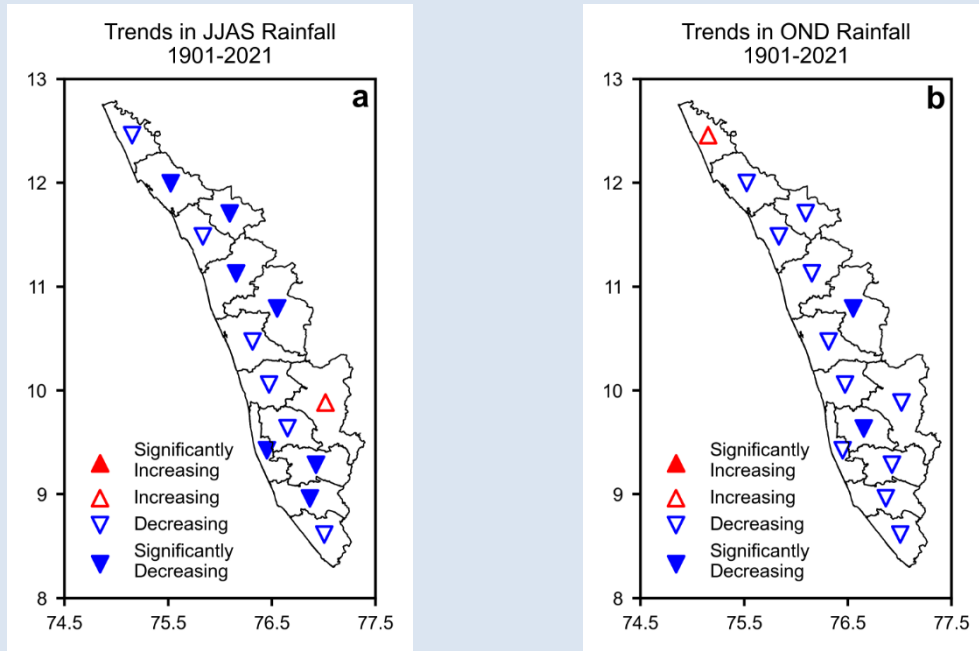 Trends in JJAS Rainfall
1901-2021
a
13
12
11
10
9
8
74.5
75.5
76.5
77.5
Significantly
Increasing
Increasing
Decreasing
Significantly
Decreasing
Trends in OND Rainfall
1901-2021
b
13
12
11
10
9
8
74.5
75.5
76.5
77.5
Significantly
Increasing
Increasing
Decreasing
Significantly
Decreasing